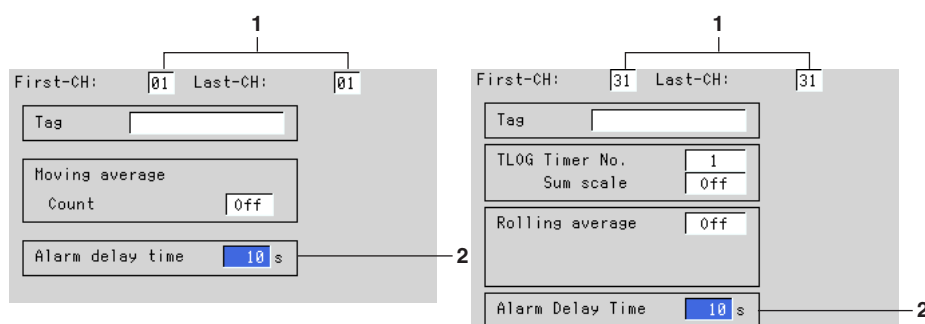 1
First-CH: 01 Last-CH: 01
Tag
Moving average
Count Off
Alarm delay time 10 s
2
1
First-CH: 31 Last-CH: 31
Tag
TLOG Timer No. 1
Sum scale Off
Rolling average Off
Alarm Delay Time 10 s
2